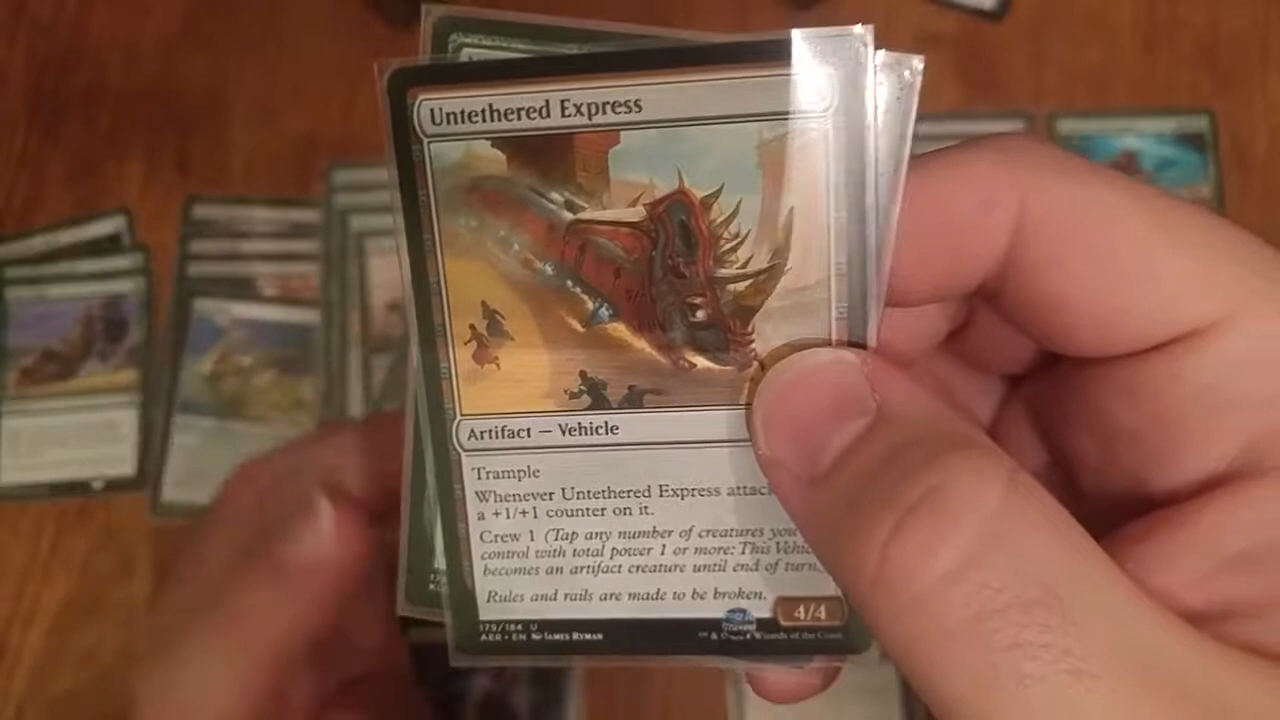 Untethered Express
Artifact — Vehicle
Trample
Whenever Untethered Express attac
a +1/+1 counter on it.
Crew 1 (Tap any number of creatures you
control with total power 1 or more: This Vehic
becomes an artifact creature until end of turn.
Rules and rails are made to be broken.
4/4
179/184 U
AER • EN James Ryman
™ & © Wizards of the Coast